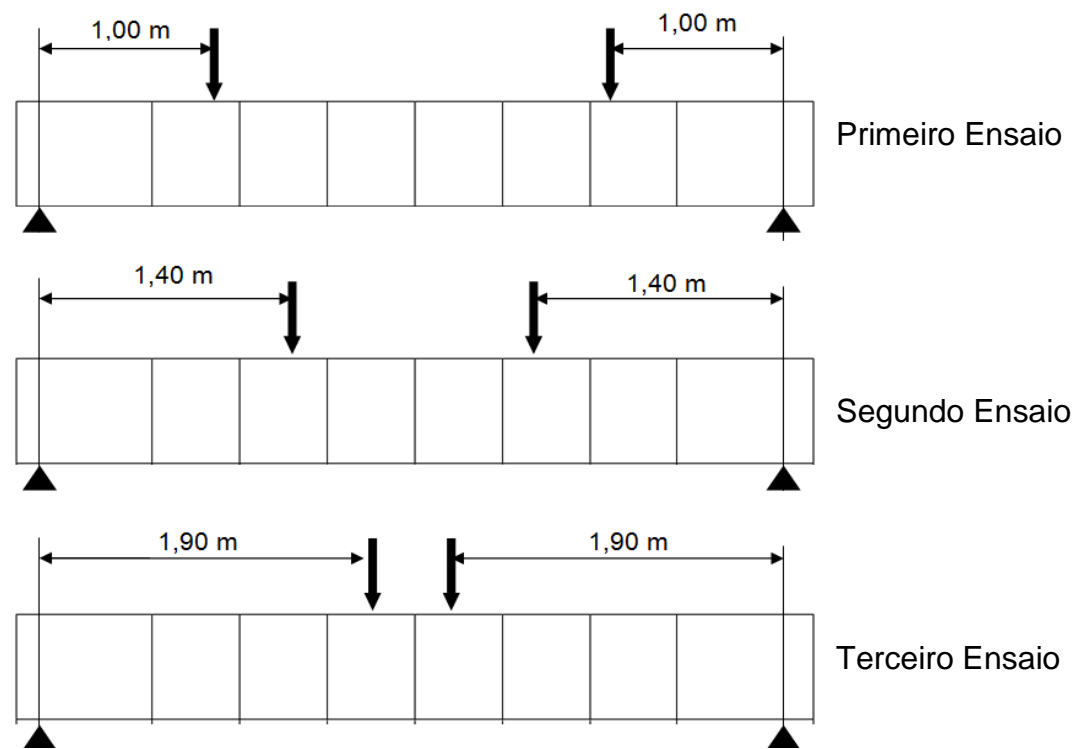 1,00 m
1,00 m
Primeiro Ensaio
1,40 m
1,40 m
Segundo Ensaio
1,90 m
1,90 m
Terceiro Ensaio